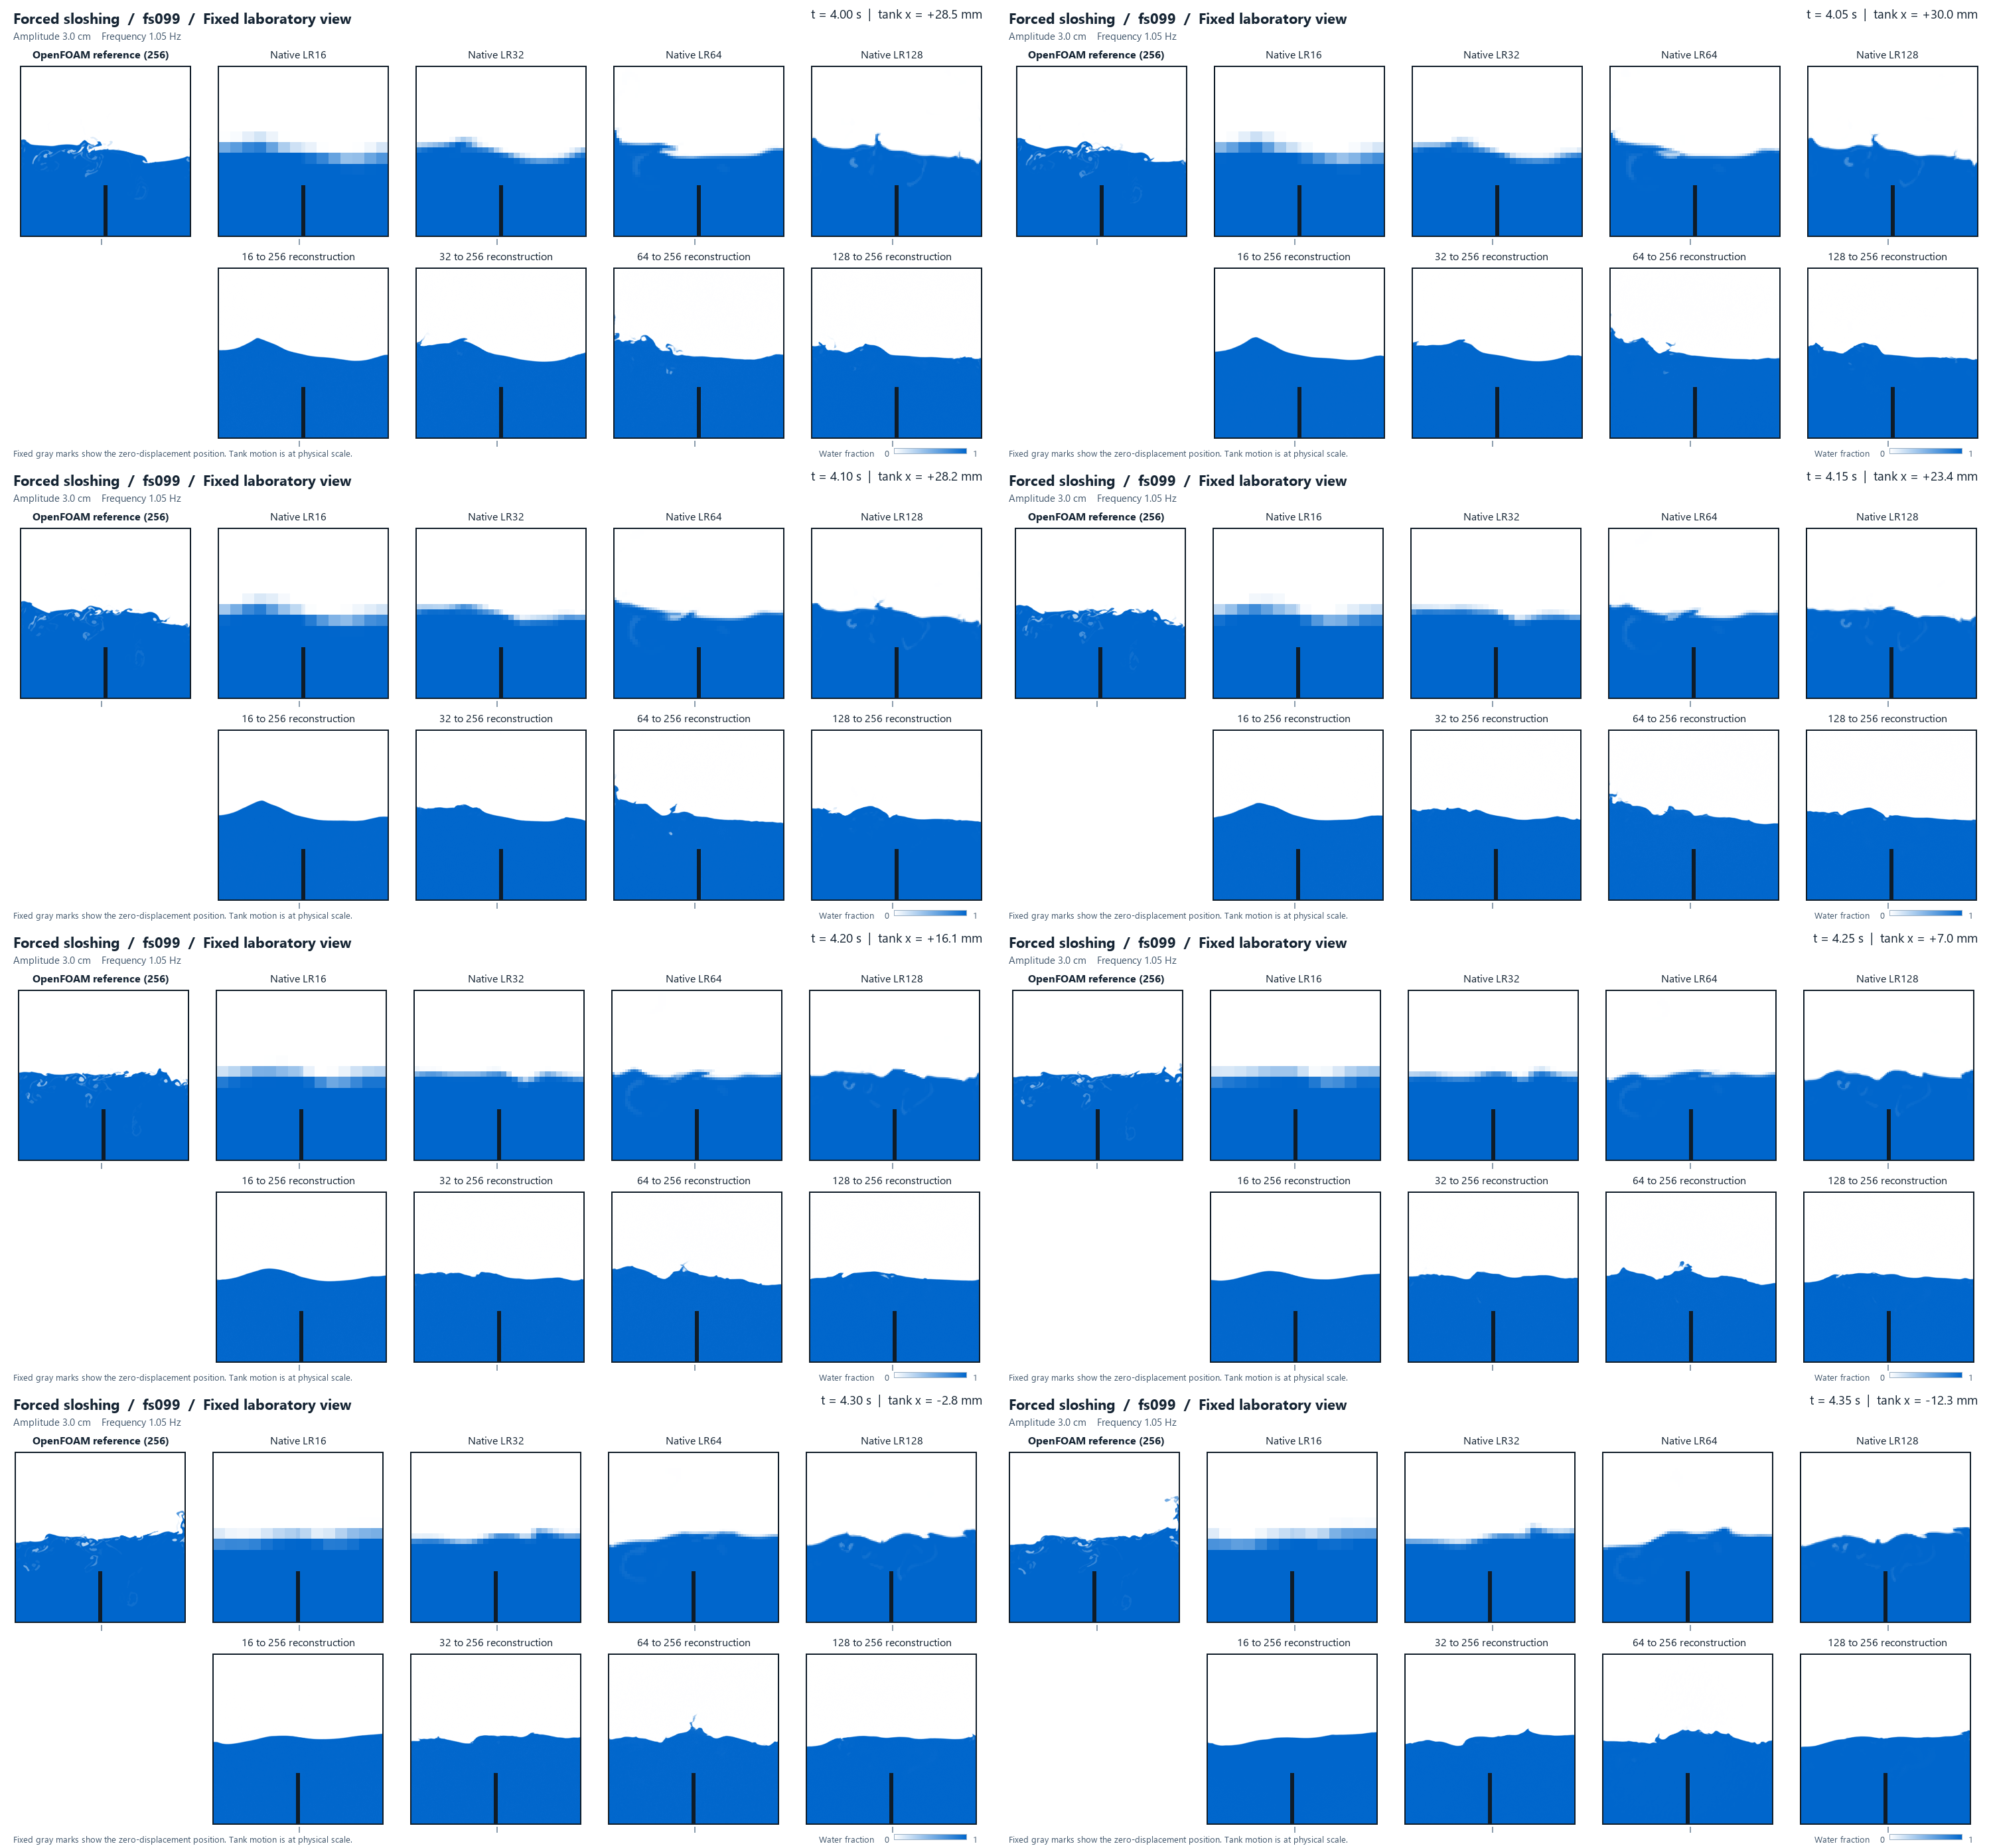 Forced sloshing / fs099 / Fixed laboratory view
t = 4.00 s | tank x = +28.5 mm
Amplitude 3.0 cm Frequency 1.05 Hz
OpenFOAM reference (256) Native LR16 Native LR32 Native LR64 Native LR128
16 to 256 reconstruction 32 to 256 reconstruction 64 to 256 reconstruction 128 to 256 reconstruction
Fixed gray marks show the zero-displacement position. Tank motion is at physical scale.
Water fraction 0 1
Forced sloshing / fs099 / Fixed laboratory view
t = 4.05 s | tank x = +30.0 mm
Amplitude 3.0 cm Frequency 1.05 Hz
OpenFOAM reference (256) Native LR16 Native LR32 Native LR64 Native LR128
16 to 256 reconstruction 32 to 256 reconstruction 64 to 256 reconstruction 128 to 256 reconstruction
Fixed gray marks show the zero-displacement position. Tank motion is at physical scale.
Water fraction 0 1
Forced sloshing / fs099 / Fixed laboratory view
t = 4.10 s | tank x = +28.2 mm
Amplitude 3.0 cm Frequency 1.05 Hz
OpenFOAM reference (256) Native LR16 Native LR32 Native LR64 Native LR128
16 to 256 reconstruction 32 to 256 reconstruction 64 to 256 reconstruction 128 to 256 reconstruction
Fixed gray marks show the zero-displacement position. Tank motion is at physical scale.
Water fraction 0 1
Forced sloshing / fs099 / Fixed laboratory view
t = 4.15 s | tank x = +23.4 mm
Amplitude 3.0 cm Frequency 1.05 Hz
OpenFOAM reference (256) Native LR16 Native LR32 Native LR64 Native LR128
16 to 256 reconstruction 32 to 256 reconstruction 64 to 256 reconstruction 128 to 256 reconstruction
Fixed gray marks show the zero-displacement position. Tank motion is at physical scale.
Water fraction 0 1
Forced sloshing / fs099 / Fixed laboratory view
t = 4.20 s | tank x = +16.1 mm
Amplitude 3.0 cm Frequency 1.05 Hz
OpenFOAM reference (256) Native LR16 Native LR32 Native LR64 Native LR128
16 to 256 reconstruction 32 to 256 reconstruction 64 to 256 reconstruction 128 to 256 reconstruction
Fixed gray marks show the zero-displacement position. Tank motion is at physical scale.
Water fraction 0 1
Forced sloshing / fs099 / Fixed laboratory view
t = 4.25 s | tank x = +7.0 mm
Amplitude 3.0 cm Frequency 1.05 Hz
OpenFOAM reference (256) Native LR16 Native LR32 Native LR64 Native LR128
16 to 256 reconstruction 32 to 256 reconstruction 64 to 256 reconstruction 128 to 256 reconstruction
Fixed gray marks show the zero-displacement position. Tank motion is at physical scale.
Water fraction 0 1
Forced sloshing / fs099 / Fixed laboratory view
t = 4.30 s | tank x = -2.8 mm
Amplitude 3.0 cm Frequency 1.05 Hz
OpenFOAM reference (256) Native LR16 Native LR32 Native LR64 Native LR128
16 to 256 reconstruction 32 to 256 reconstruction 64 to 256 reconstruction 128 to 256 reconstruction
Fixed gray marks show the zero-displacement position. Tank motion is at physical scale.
Water fraction 0 1
Forced sloshing / fs099 / Fixed laboratory view
t = 4.35 s | tank x = -12.3 mm
Amplitude 3.0 cm Frequency 1.05 Hz
OpenFOAM reference (256) Native LR16 Native LR32 Native LR64 Native LR128
16 to 256 reconstruction 32 to 256 reconstruction 64 to 256 reconstruction 128 to 256 reconstruction
Fixed gray marks show the zero-displacement position. Tank motion is at physical scale.
Water fraction 0 1